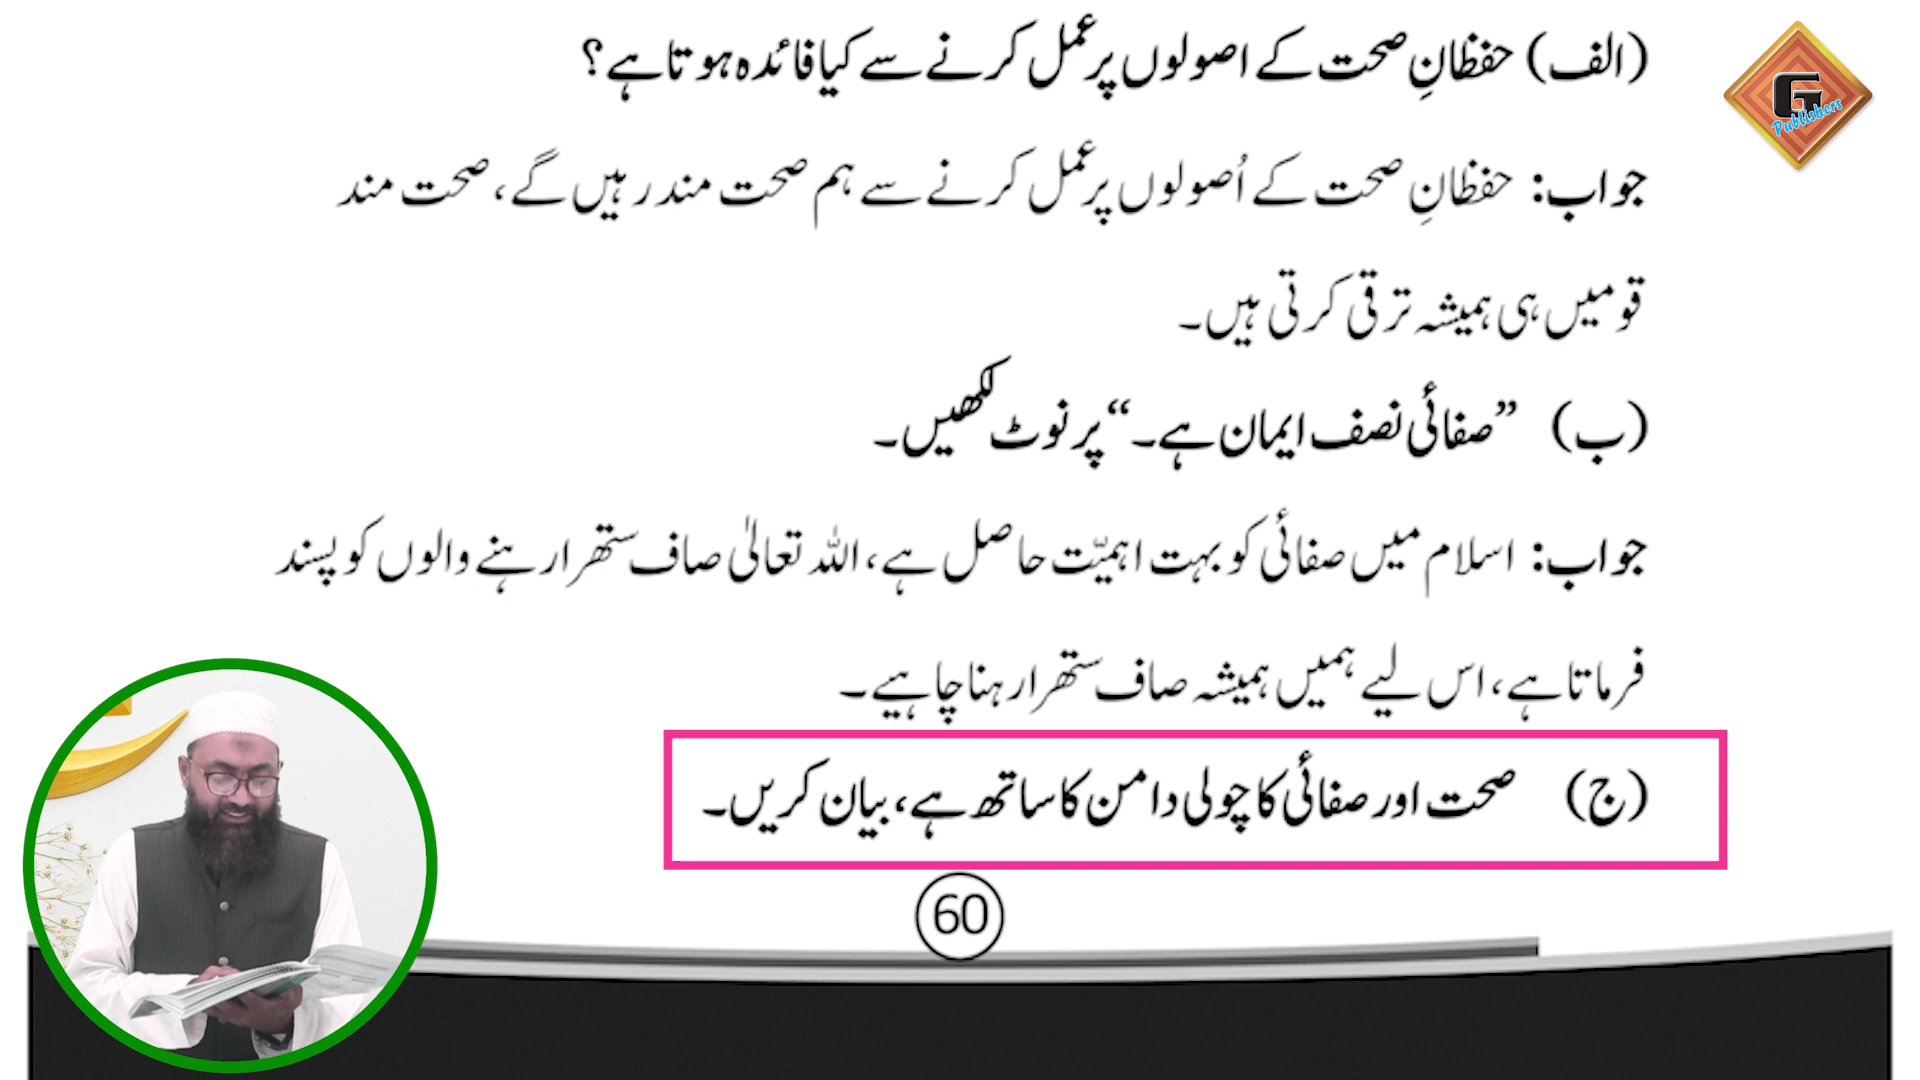 (الف) حفظانِ صحت کے اصولوں پر عمل کرنے سے کیا فائدہ ہوتا ہے؟
جواب: حفظانِ صحت کے اُصولوں پر عمل کرنے سے ہم صحت مند رہیں گے، صحت مند
قومیں ہی ہمیشہ ترقی کرتی ہیں۔
(ب) ”صفائی نصف ایمان ہے۔“ پر نوٹ لکھیں۔
جواب: اسلام میں صفائی کو بہت اہمیّت حاصل ہے، اللہ تعالیٰ صاف ستھرا رہنے والوں کو پسند
فرماتا ہے، اس لیے ہمیں ہمیشہ صاف ستھرا رہنا چاہیے۔
(ج) صحت اور صفائی کا چولی دامن کا ساتھ ہے، بیان کریں۔
60
G
Publishers